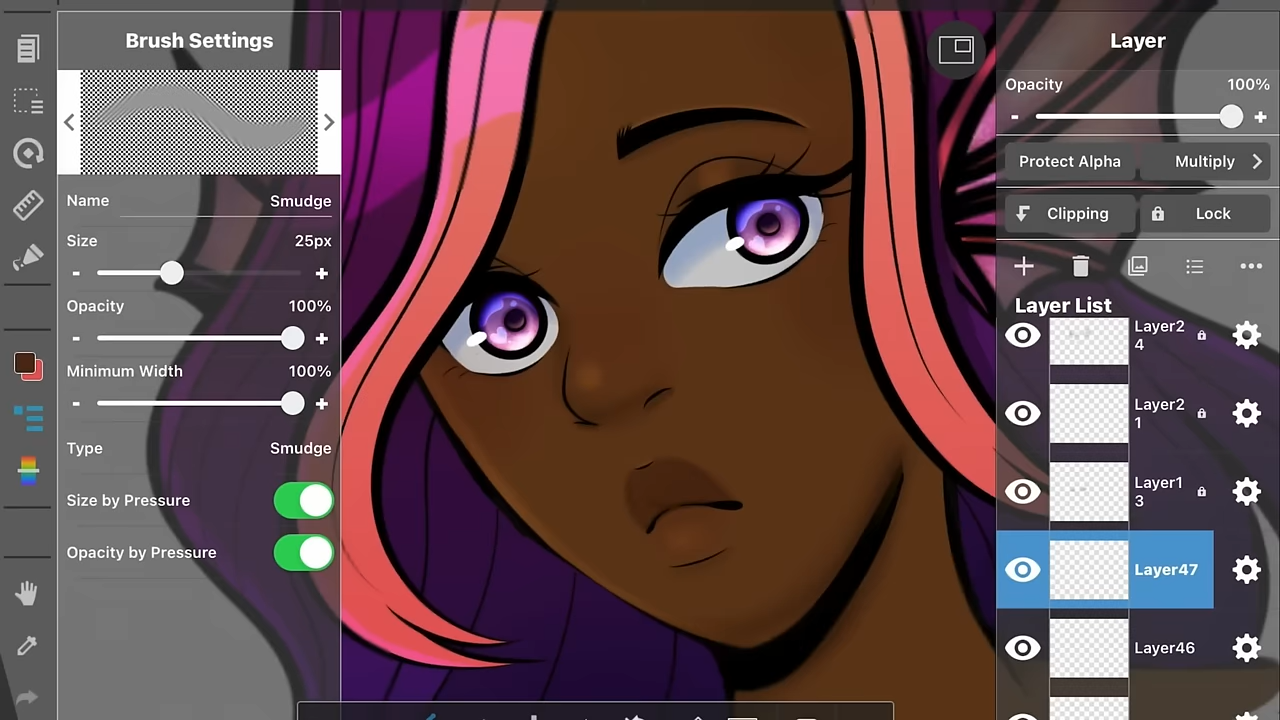 Brush Settings
Name Smudge
Size 25px
Opacity 100%
Minimum Width 100%
Type Smudge
Size by Pressure
Opacity by Pressure
Layer
Opacity 100%
Protect Alpha Multiply
Clipping Lock
Layer List
Layer2
4
Layer2
1
Layer1
3
Layer47
Layer46